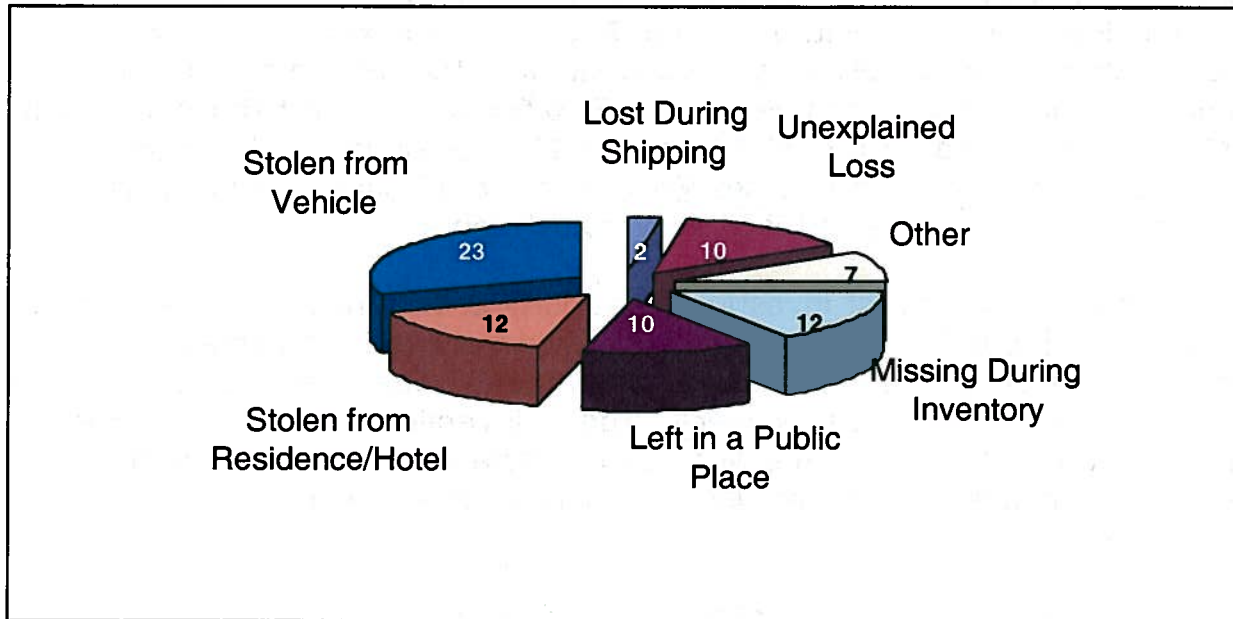 Lost During
Shipping
Unexplained
Loss
Stolen from
Vehicle
Other
23
2
10
7
12
10
12
Missing During
Inventory
Stolen from
Residence/Hotel
Left in a Public
Place